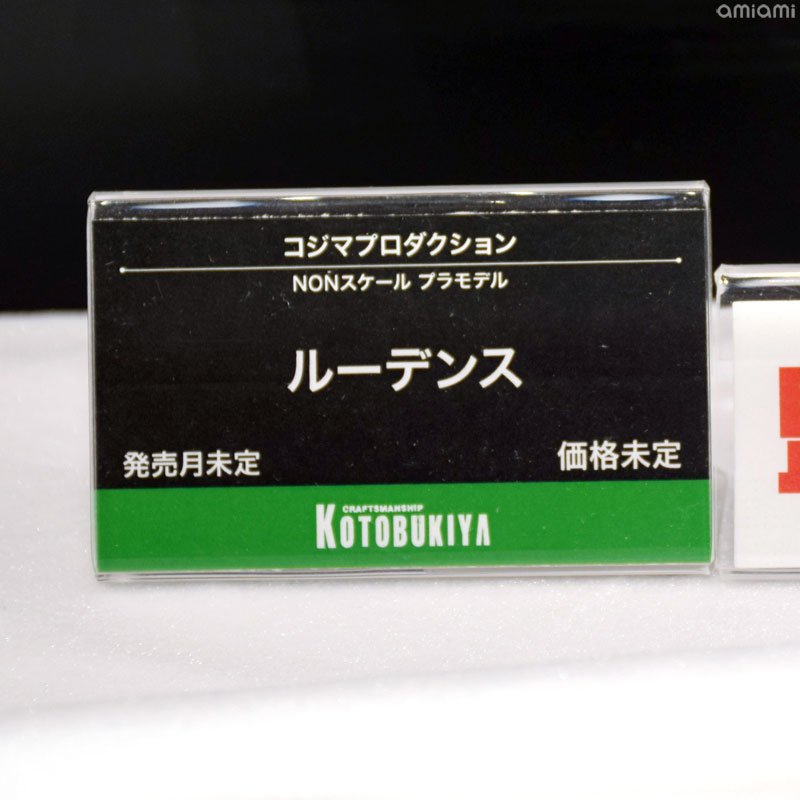 amiami
コジマプロダクション
NONスケール プラモデル
ルーデンス
発売月未定
価格未定
CRAFTSMANSHIP
KOTOBUKIYA